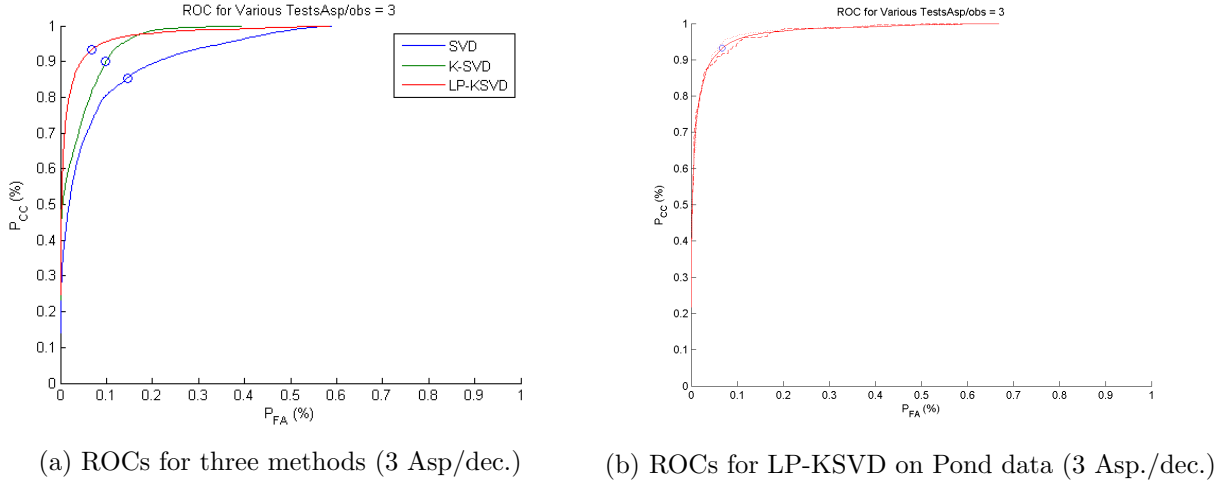 ROC for Various TestsAsp/obs = 3
1
0.9
0.8
0.7
0.6
0.5
0.4
0.3
0.2
0.1
0
P_CC (%)
0 0.1 0.2 0.3 0.4 0.5 0.6 0.7 0.8 0.9 1
P_FA (%)
SVD
K-SVD
LP-KSVD
(a) ROCs for three methods (3 Asp/dec.)
ROC for Various TestsAsp/obs = 3
1
0.9
0.8
0.7
0.6
0.5
0.4
0.3
0.2
0.1
0
P_CC (%)
0 0.1 0.2 0.3 0.4 0.5 0.6 0.7 0.8 0.9 1
P_FA (%)
(b) ROCs for LP-KSVD on Pond data (3 Asp./dec.)